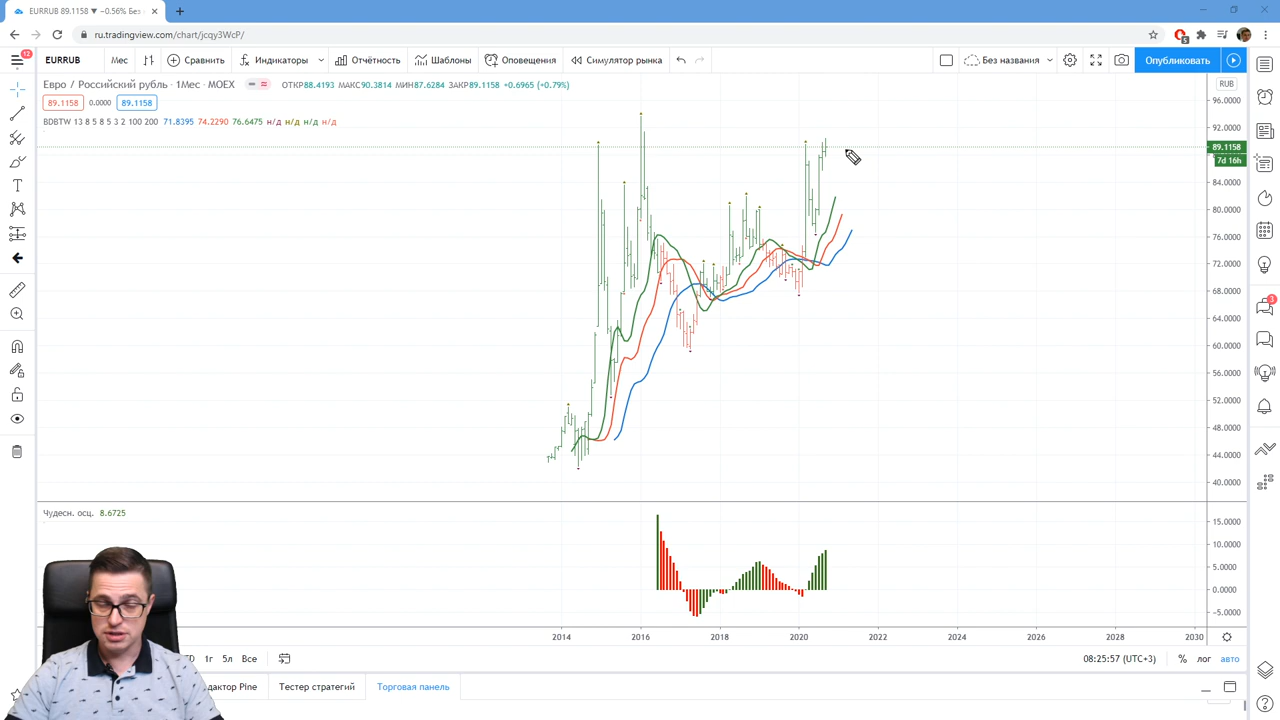 EURRUB 89.1158 ▼ −0.56% Без
ru.tradingview.com/chart/jcqy3WcP/
5
12
EURRUB Мес Сравнить Индикаторы Отчётность Шаблоны Оповещения Симулятор рынка Без названия Опубликовать
Евро / Российский рубль · 1Мес · MOEX ОТКР88.4193 МАКС90.3814 МИН87.6284 ЗАКР89.1158 +0.6965 (+0.79%)
RUB
89.1158 0.0000 89.1158
BDBTW 13 8 5 8 5 3 2 100 200 71.8395 74.2290 76.6475 н/д н/д н/д н/д
96.0000
92.0000
89.1158
7d 16h
84.0000
80.0000
76.0000
72.0000
68.0000
64.0000
60.0000
56.0000
52.0000
48.0000
44.0000
40.0000
3
Чудесн. осц. 8.6725
15.0000
10.0000
5.0000
0.0000
−5.0000
2014 2016 2018 2020 2022 2024 2026 2028 2030
1г 5л Все
08:25:57 (UTC+3) % лог авто
Pine Тестер стратегий Торговая панель